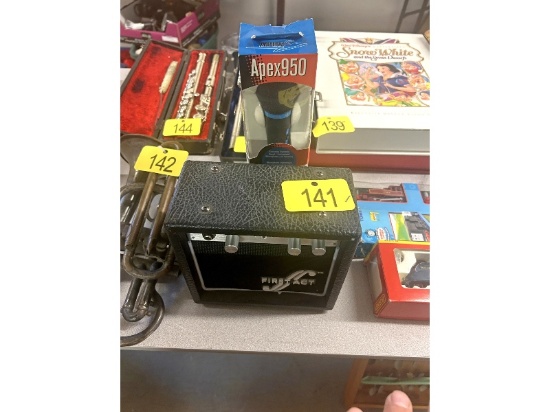 Apex950
Snow White
and the Seven Dwarfs
144
139
142
141
FIRST ACT